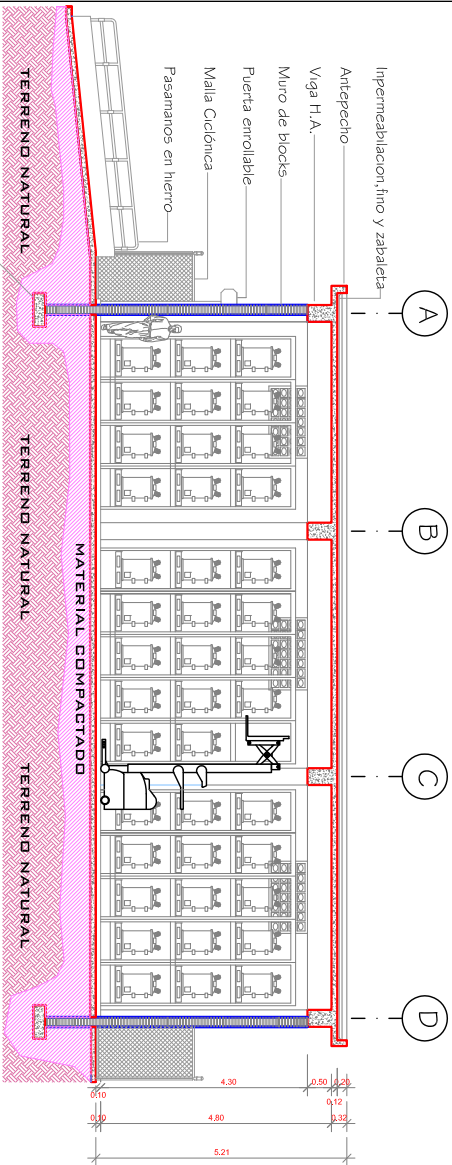 Inpermeabilacion,fino y zabaleta
Antepecho
Viga H.A.
Muro de blocks
Puerta enrollable
Malla Ciclónica
Pasamanos en hierro
A
B
C
D
MATERIAL COMPACTADO
TERRENO NATURAL
TERRENO NATURAL
TERRENO NATURAL
0.10
4.30
0.50
0.20
0.12
0.10
4.80
0.32
5.21